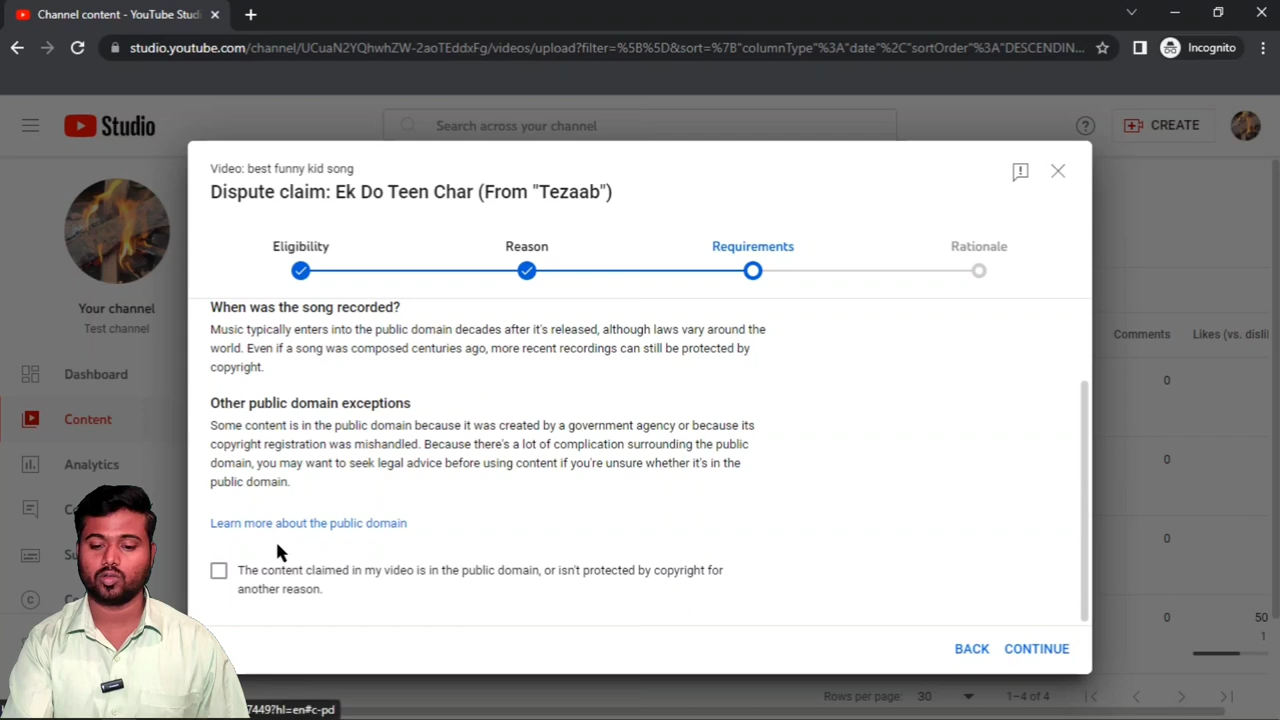 Channel content - YouTube Stud
studio.youtube.com/channel/UCuaN2YQhwhZW-2aoTEddxFg/videos/upload?filter=%5B%5D&sort=%7B"columnType"%3A"date"%2C"sortOrder"%3A"DESCENDIN...
Incognito
Studio
Search across your channel
CREATE
Video: best funny kid song
Dispute claim: Ek Do Teen Char (From "Tezaab")
Eligibility
Reason
Requirements
Rationale
Your channel
Test channel
Dashboard
Content
Analytics
When was the song recorded?
Music typically enters into the public domain decades after it's released, although laws vary around the
world. Even if a song was composed centuries ago, more recent recordings can still be protected by
copyright.
Other public domain exceptions
Some content is in the public domain because it was created by a government agency or because its
copyright registration was mishandled. Because there's a lot of complication surrounding the public
domain, you may want to seek legal advice before using content if you're unsure whether it's in the
public domain.
Learn more about the public domain
The content claimed in my video is in the public domain, or isn't protected by copyright for
another reason.
BACK CONTINUE
Comments
Likes (vs. disli
0
0
0
0
50
1
7449?hl=en#c-pd
Rows per page: 30
1–4 of 4